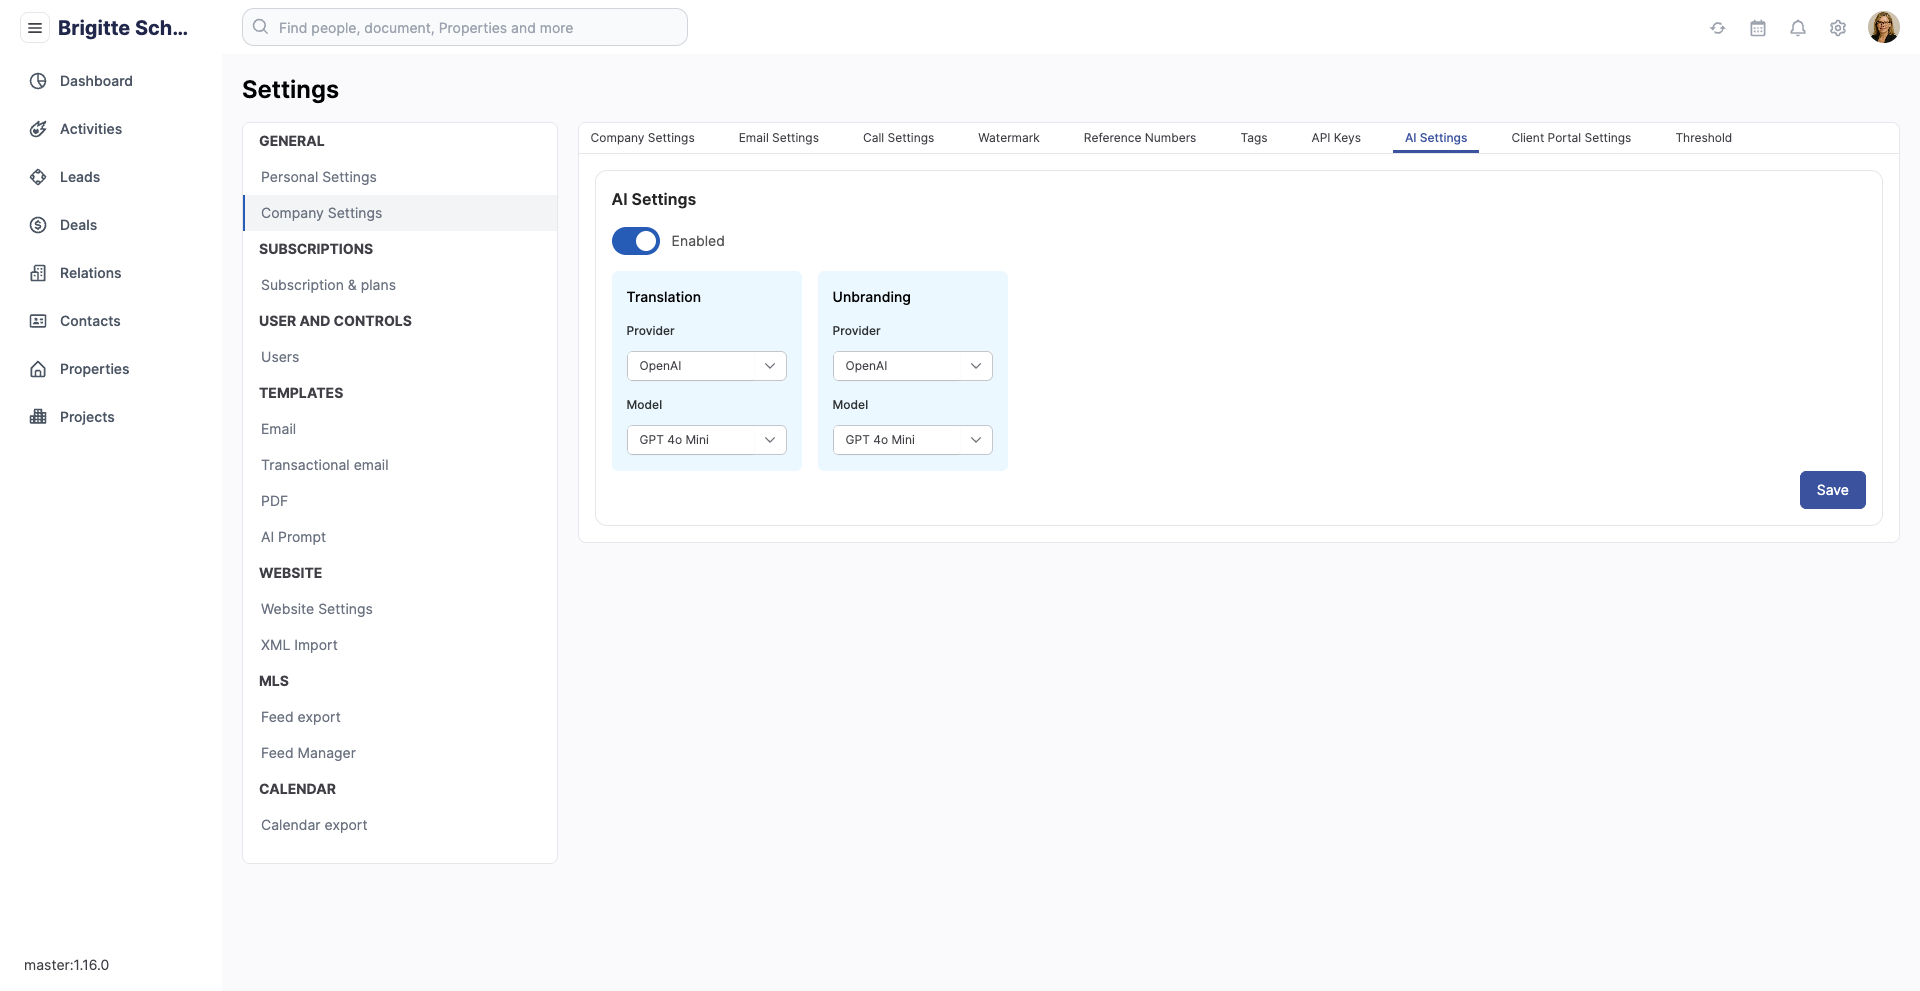 Brigitte Sch...
Find people, document, Properties and more
Dashboard
Activities
Leads
Deals
Relations
Contacts
Properties
Projects
master:1.16.0
Settings
GENERAL
Personal Settings
Company Settings
SUBSCRIPTIONS
Subscription & plans
USER AND CONTROLS
Users
TEMPLATES
Email
Transactional email
PDF
AI Prompt
WEBSITE
Website Settings
XML Import
MLS
Feed export
Feed Manager
CALENDAR
Calendar export
Company Settings Email Settings Call Settings Watermark Reference Numbers Tags API Keys AI Settings Client Portal Settings Threshold
AI Settings
Enabled
Translation
Provider
OpenAI
Model
GPT 4o Mini
Unbranding
Provider
OpenAI
Model
GPT 4o Mini
Save